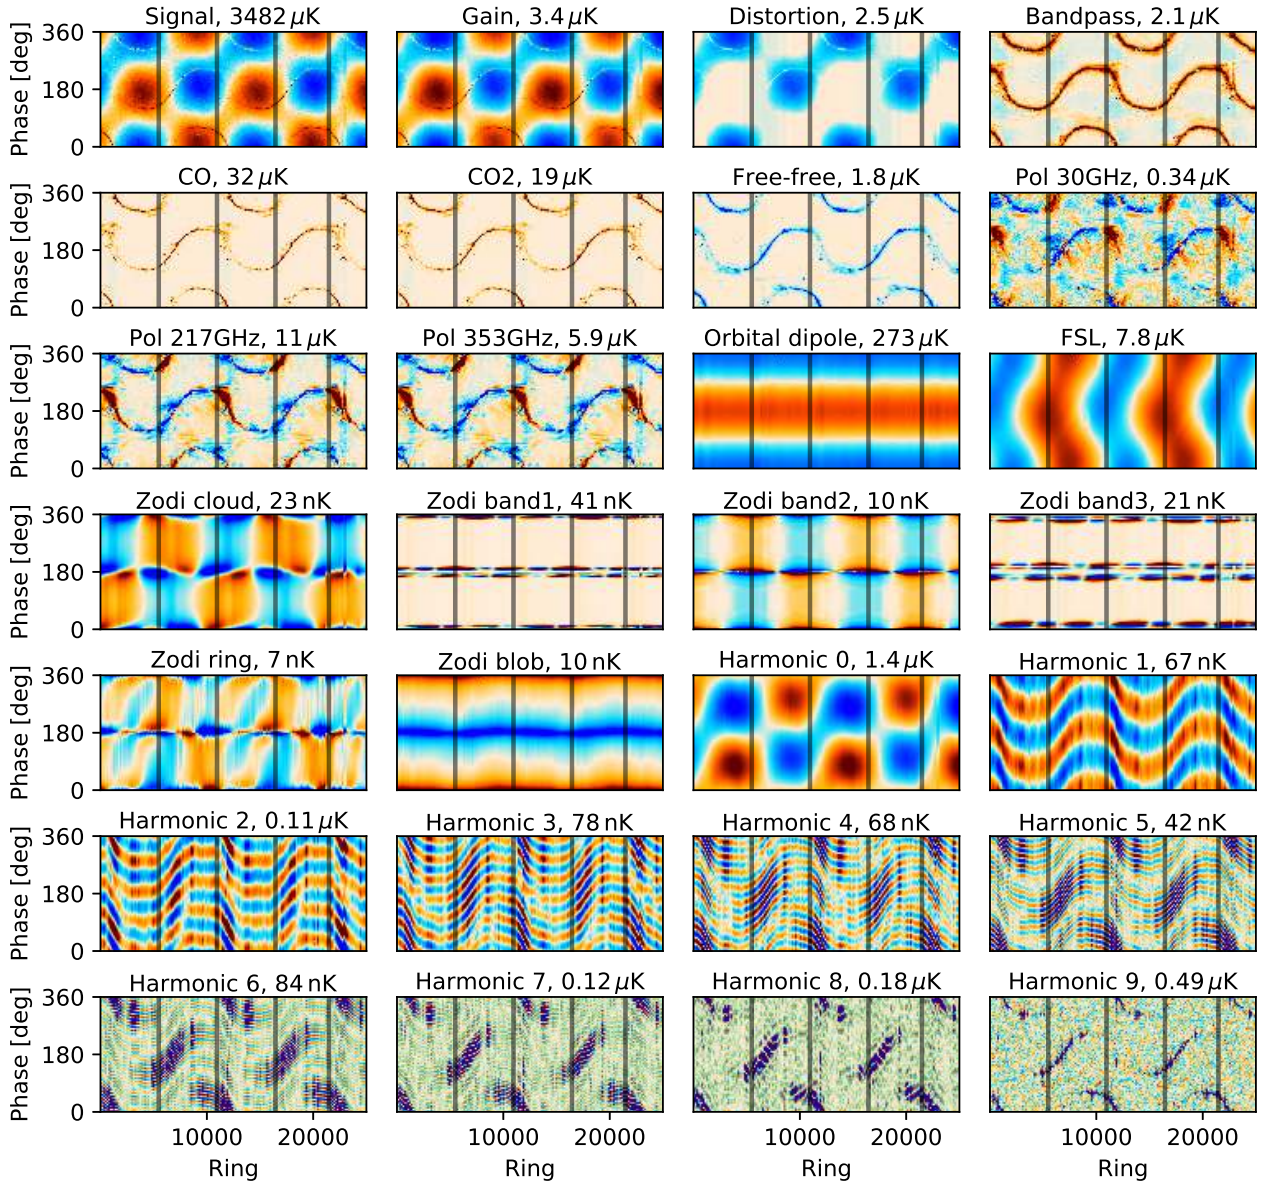 Signal, 3482 μK
Gain, 3.4 μK
Distortion, 2.5 μK
Bandpass, 2.1 μK
Phase [deg]
360
180
0
CO, 32 μK
CO2, 19 μK
Free-free, 1.8 μK
Pol 30GHz, 0.34 μK
Phase [deg]
360
180
0
Pol 217GHz, 11 μK
Pol 353GHz, 5.9 μK
Orbital dipole, 273 μK
FSL, 7.8 μK
Phase [deg]
360
180
0
Zodi cloud, 23 nK
Zodi band1, 41 nK
Zodi band2, 10 nK
Zodi band3, 21 nK
Phase [deg]
360
180
0
Zodi ring, 7 nK
Zodi blob, 10 nK
Harmonic 0, 1.4 μK
Harmonic 1, 67 nK
Phase [deg]
360
180
0
Harmonic 2, 0.11 μK
Harmonic 3, 78 nK
Harmonic 4, 68 nK
Harmonic 5, 42 nK
Phase [deg]
360
180
0
Harmonic 6, 84 nK
Harmonic 7, 0.12 μK
Harmonic 8, 0.18 μK
Harmonic 9, 0.49 μK
Phase [deg]
360
180
0
10000 20000
10000 20000
10000 20000
10000 20000
Ring
Ring
Ring
Ring